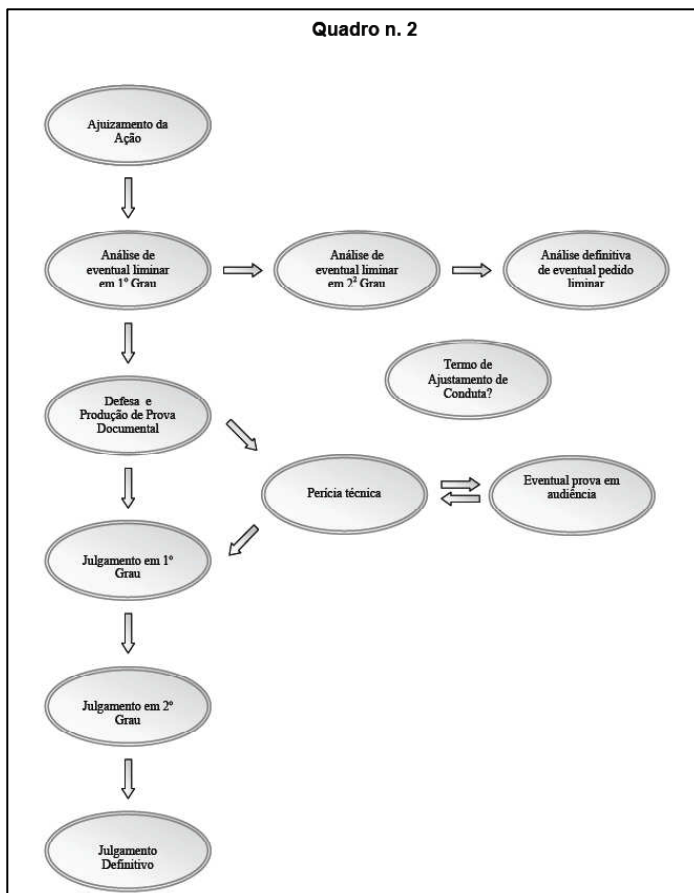 Quadro n. 2
Ajuizamento da
Ação
Análise de
eventual liminar
em 1º Grau
Análise de
eventual liminar
em 2² Grau
Análise definitiva
de eventual pedido
liminar
Termo de
Ajustamento de
Conduta?
Defesa e
Produção de Prova
Documental
Perícia técnica
Eventual prova em
audiência
Julgamento em 1º
Grau
Julgamento em 2º
Grau
Julgamento
Definitivo